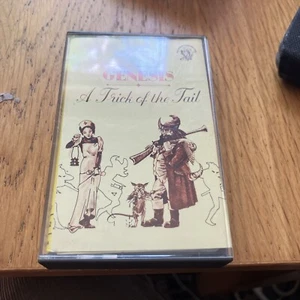 GENESIS
A Trick of the Tail